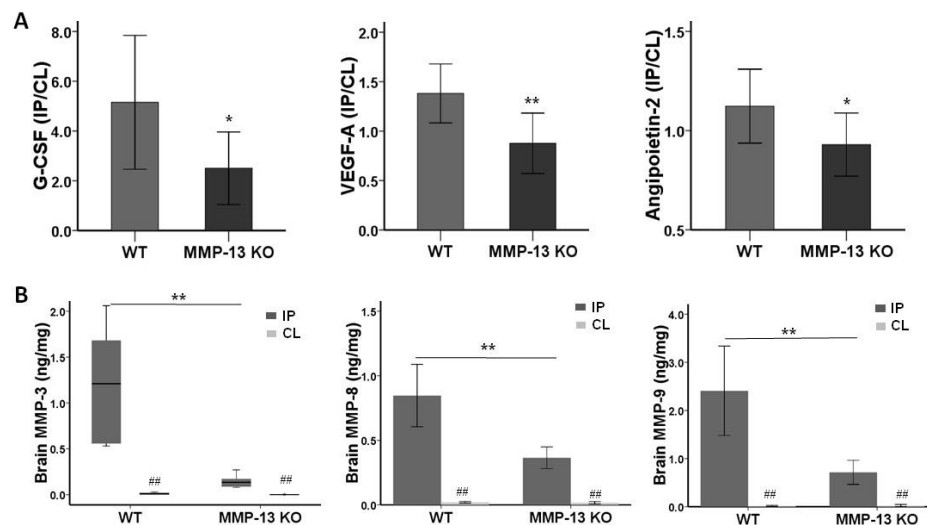 A
G-CSF (IP/CL)
8.0
6.0
4.0
2.0
0.0
*
WT
MMP-13 KO
VEGF-A (IP/CL)
2.0
1.5
1.0
0.5
0.0
**
WT
MMP-13 KO
Angipoietin-2 (IP/CL)
1.5
1.0
0.5
*
WT
MMP-13 KO
B
Brain MMP-3 (ng/mg)
2.0
1.5
1.0
0.5
0.0
**
IP
CL
##
##
WT
MMP-13 KO
Brain MMP-8 (ng/mg)
1.5
1.0
0.5
0.0
**
IP
CL
##
##
WT
MMP-13 KO
Brain MMP-9 (ng/mg)
4.0
3.0
2.0
1.0
0.0
**
IP
CL
##
##
WT
MMP-13 KO